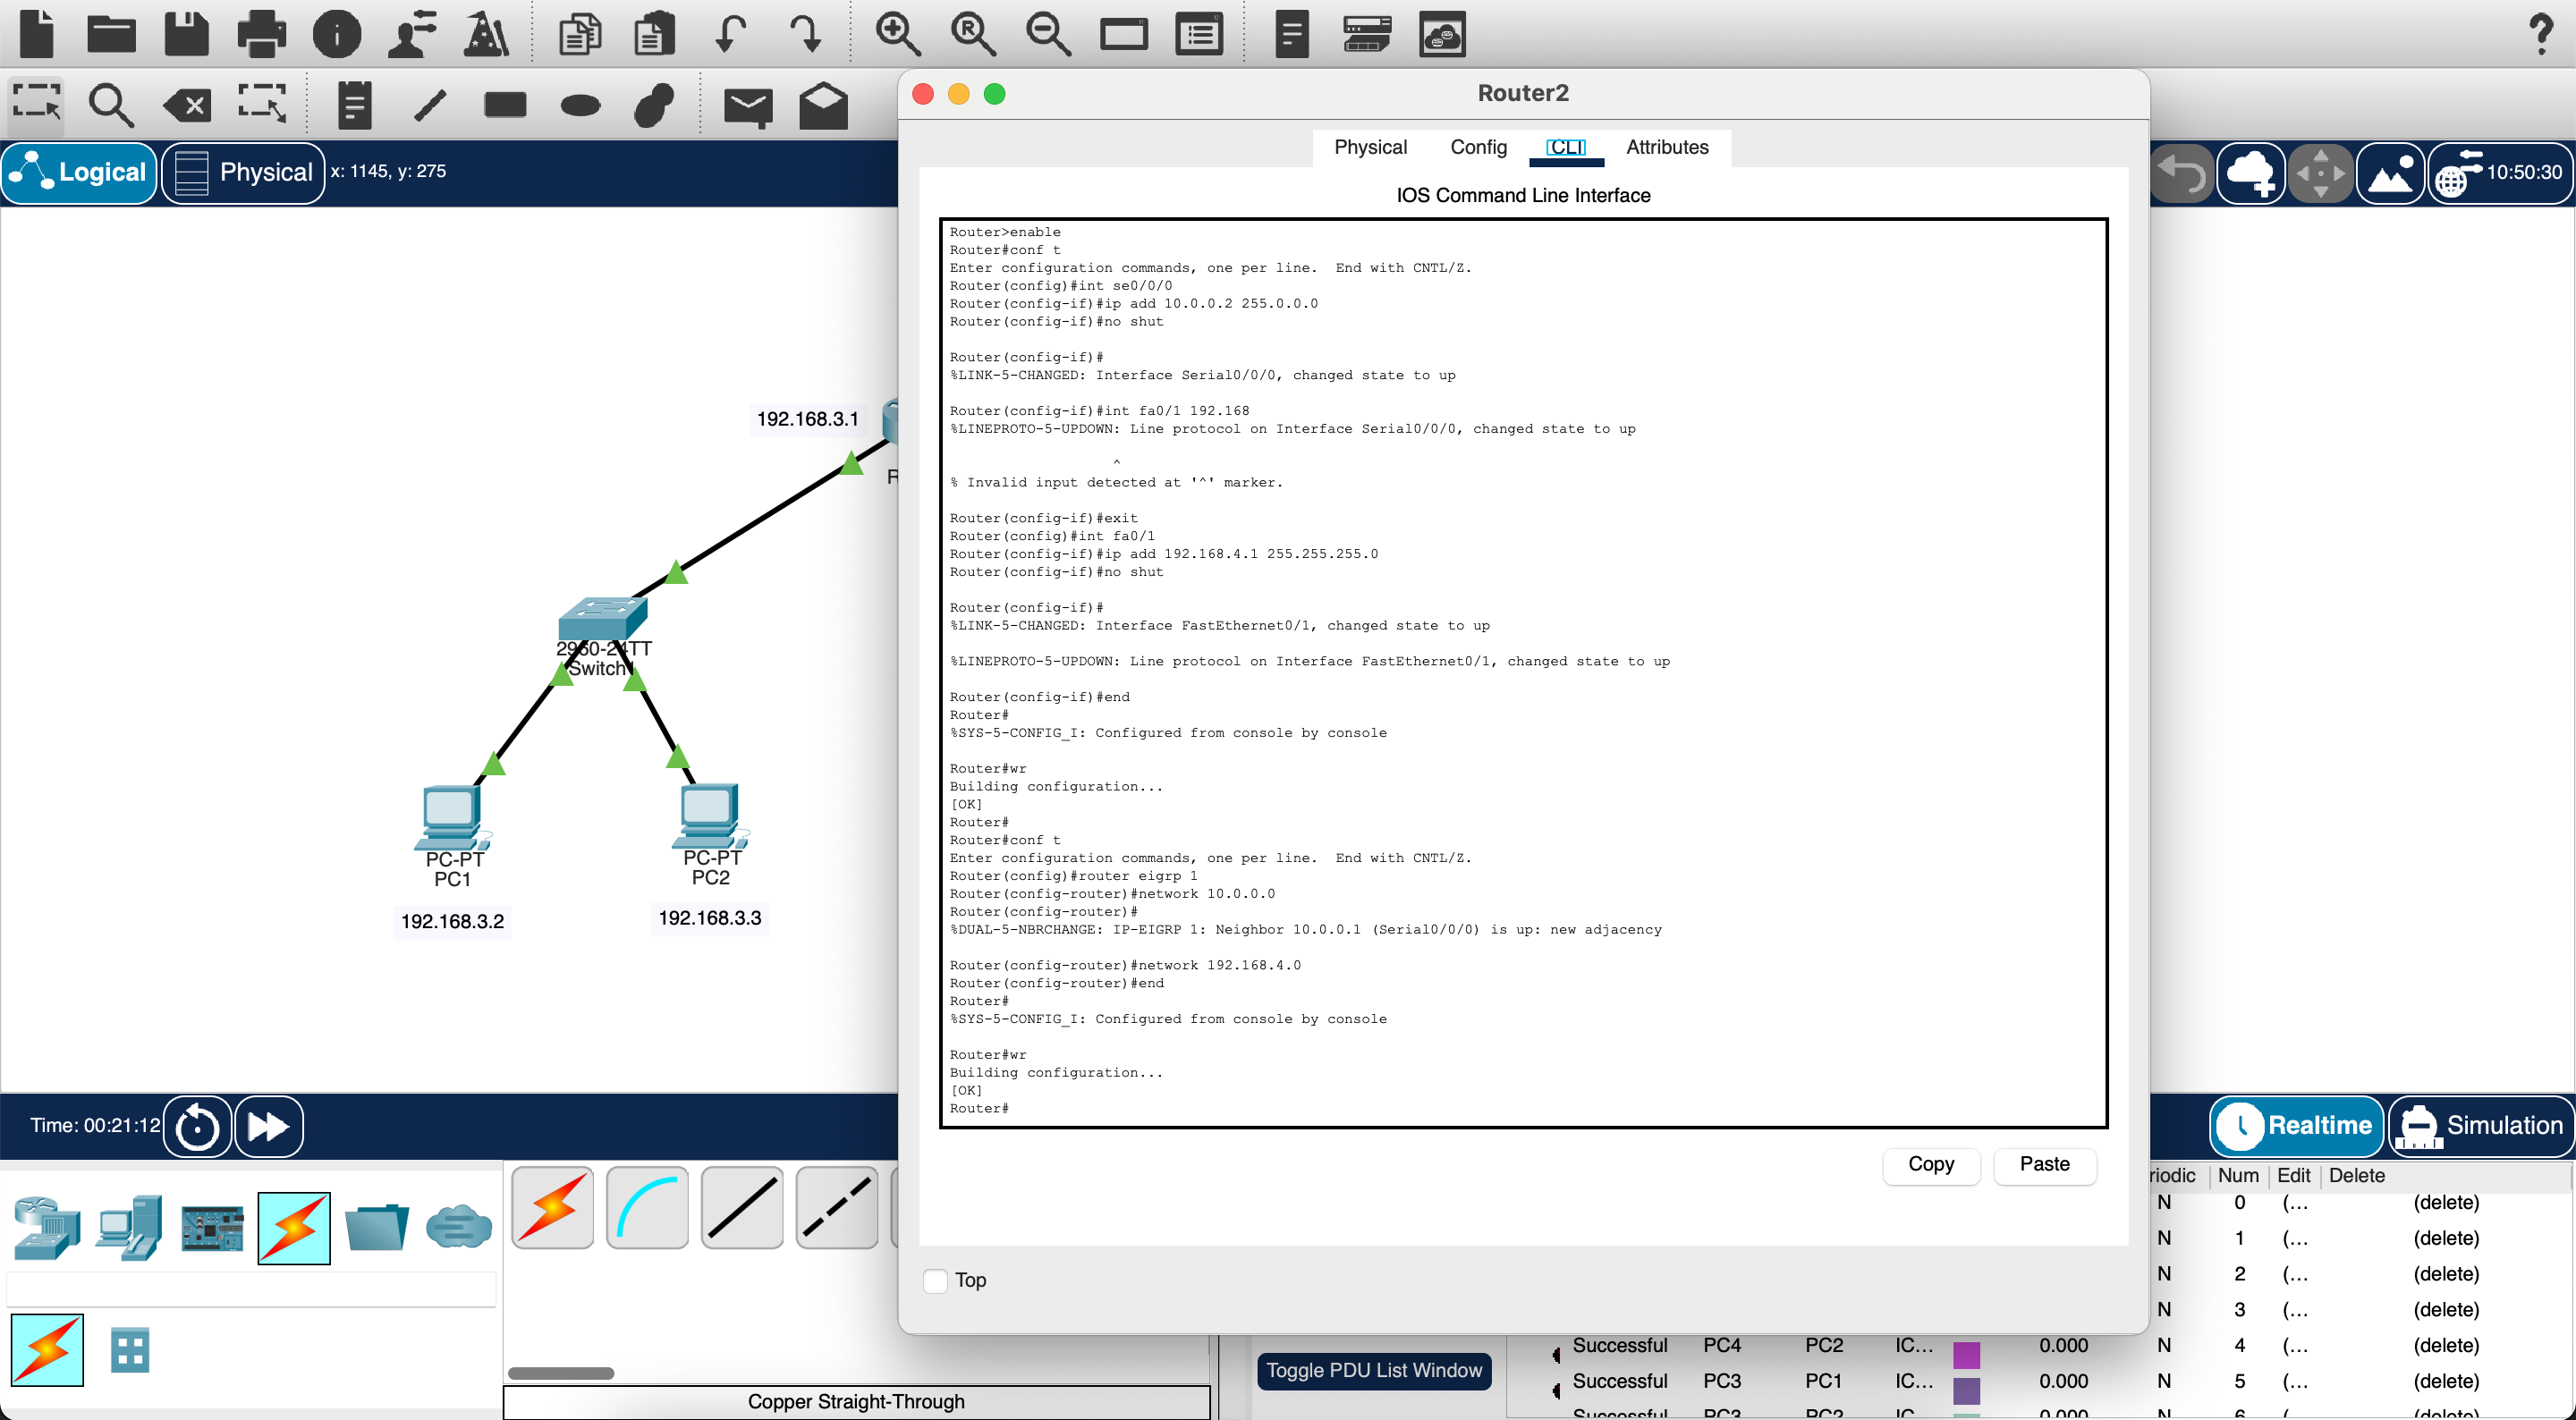 Router2
Logical
Physical
x: 1145, y: 275
10:50:30
Physical Config CLI Attributes
IOS Command Line Interface
Router>enable
Router#conf t
Enter configuration commands, one per line.  End with CNTL/Z.
Router(config)#int se0/0/0
Router(config-if)#ip add 10.0.0.2 255.0.0.0
Router(config-if)#no shut
Router(config-if)#
%LINK-5-CHANGED: Interface Serial0/0/0, changed state to up
Router(config-if)#int fa0/1 192.168
%LINEPROTO-5-UPDOWN: Line protocol on Interface Serial0/0/0, changed state to up
^
% Invalid input detected at '^' marker.
Router(config-if)#exit
Router(config)#int fa0/1
Router(config-if)#ip add 192.168.4.1 255.255.255.0
Router(config-if)#no shut
Router(config-if)#
%LINK-5-CHANGED: Interface FastEthernet0/1, changed state to up
%LINEPROTO-5-UPDOWN: Line protocol on Interface FastEthernet0/1, changed state to up
Router(config-if)#end
Router#
%SYS-5-CONFIG_I: Configured from console by console
Router#wr
Building configuration...
[OK]
Router#
Router#conf t
Enter configuration commands, one per line.  End with CNTL/Z.
Router(config)#router eigrp 1
Router(config-router)#network 10.0.0.0
Router(config-router)#
%DUAL-5-NBRCHANGE: IP-EIGRP 1: Neighbor 10.0.0.1 (Serial0/0/0) is up: new adjacency
Router(config-router)#network 192.168.4.0
Router(config-router)#end
Router#
%SYS-5-CONFIG_I: Configured from console by console
Router#wr
Building configuration...
[OK]
Router#
Copy Paste
Top
192.168.3.1
R
2960-24TT
Switch
PC-PT
PC1
PC-PT
PC2
192.168.3.2
192.168.3.3
Time: 00:21:12
Realtime
Simulation
Num Edit Delete
N 0 (... (delete)
N 1 (... (delete)
N 2 (... (delete)
N 3 (... (delete)
Successful PC4 PC2 IC... 0.000 N 4 (... (delete)
Successful PC3 PC1 IC... 0.000 N 5 (... (delete)
Toggle PDU List Window
Copper Straight-Through